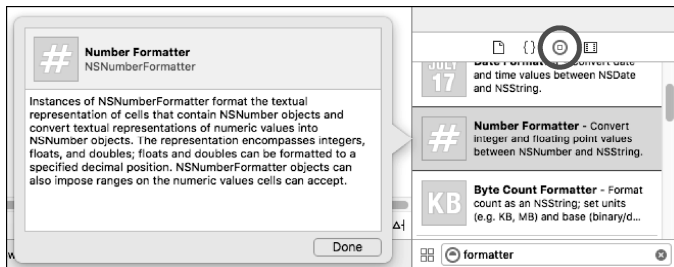 #
Number Formatter
NSNumberFormatter
Instances of NSNumberFormatter format the textual
representation of cells that contain NSNumber objects and
convert textual representations of numeric values into
NSNumber objects. The representation encompasses integers,
floats, and doubles; floats and doubles can be formatted to a
specified decimal position. NSNumberFormatter objects can
also impose ranges on the numeric values cells can accept.
Done
{}
JULY
17
Date Formatter - Convert date
and time values between NSDate
and NSString.
#
Number Formatter - Convert
integer and floating point values
between NSNumber and NSString.
KB
Byte Count Formatter - Format
count as an NSString; set units
(e.g. KB, MB) and base (binary/d...
formatter